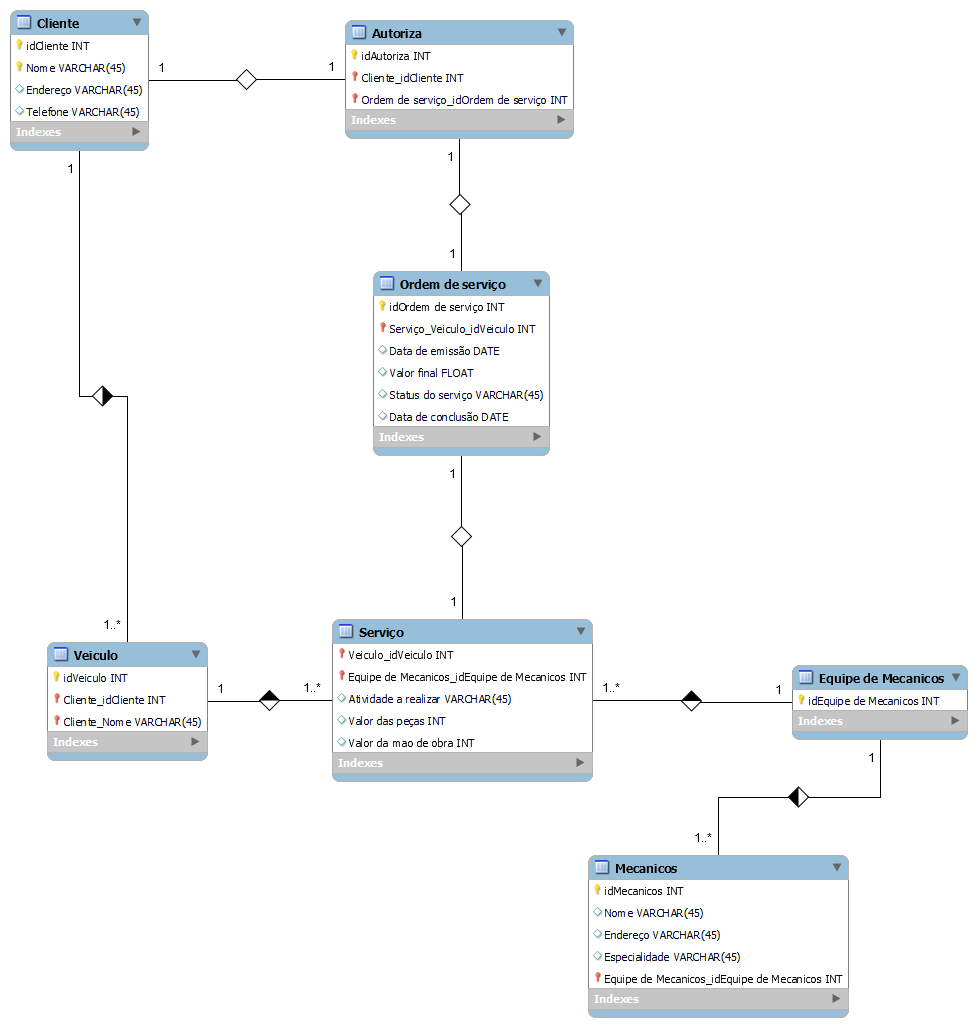 Cliente
idCliente INT
Nome VARCHAR(45)
Endereço VARCHAR(45)
Telefone VARCHAR(45)
Indexes
1
1
Autoriza
idAutoriza INT
Cliente_idCliente INT
Ordem de serviço_idOrdem de serviço INT
Indexes
1
1
1
Ordem de serviço
idOrdem de serviço INT
Serviço_Veiculo_idVeiculo INT
Data de emissão DATE
Valor final FLOAT
Status do serviço VARCHAR(45)
Data de conclusão DATE
Indexes
1
1
1..*
Veiculo
idVeiculo INT
Cliente_idCliente INT
Cliente_Nome VARCHAR(45)
Indexes
1
1..*
Serviço
Veiculo_idVeiculo INT
Equipe de Mecanicos_idEquipe de Mecanicos INT
Atividade a realizar VARCHAR(45)
Valor das peças INT
Valor da mao de obra INT
Indexes
1..*
1
Equipe de Mecanicos
idEquipe de Mecanicos INT
Indexes
1
1..*
Mecanicos
idMecanicos INT
Nome VARCHAR(45)
Endereço VARCHAR(45)
Especialidade VARCHAR(45)
Equipe de Mecanicos_idEquipe de Mecanicos INT
Indexes